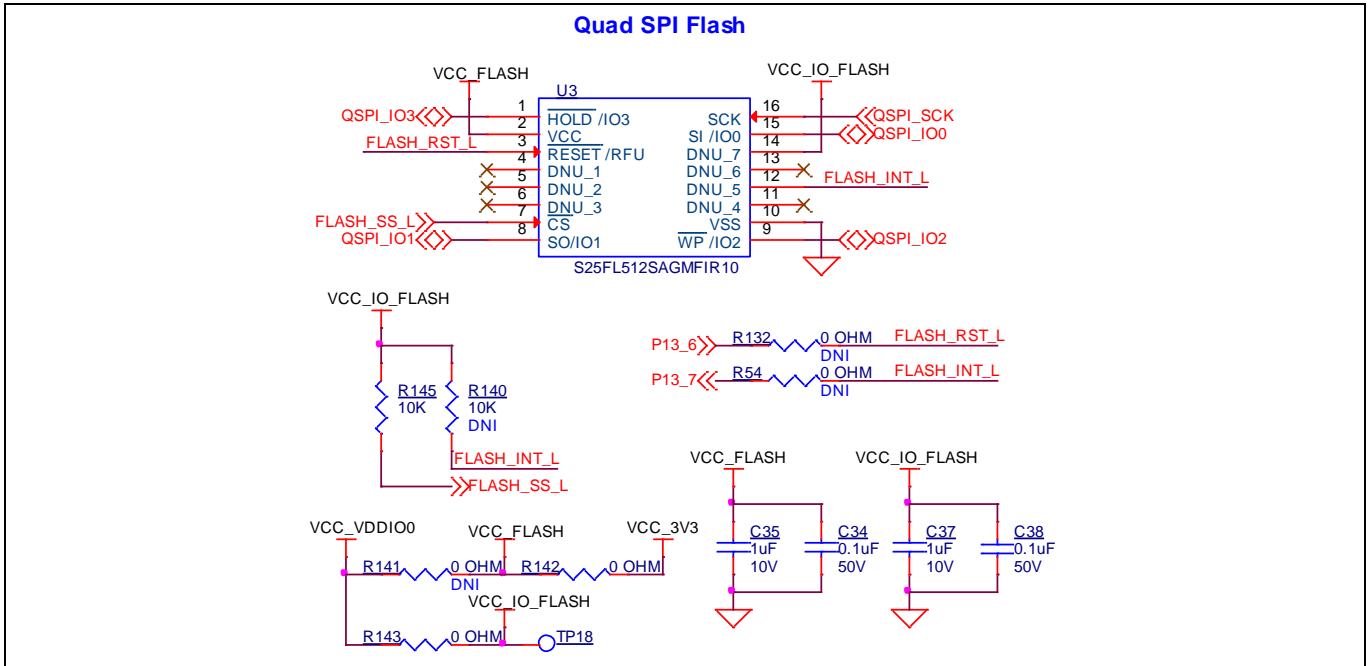 Quad SPI Flash
VCC_FLASH
VCC_IO_FLASH
U3
QSPI_IO3
1
HOLD /IO3
2
VCC
FLASH_RST_L
3
RESET/RFU
4
DNU_1
5
DNU_2
6
DNU_3
FLASH_SS_L
7
CS
QSPI_IO1
8
SO/IO1
16
SCK
QSPI_SCK
15
SI /IO0
QSPI_IO0
14
DNU_7
13
DNU_6
12
DNU_5
FLASH_INT_L
11
DNU_4
10
VSS
9
WP /IO2
QSPI_IO2
S25FL512SAGMFIR10
VCC_IO_FLASH
R145
10K
R140
10K
DNI
FLASH_INT_L
FLASH_SS_L
P13_6
R132
0 OHM
DNI
FLASH_RST_L
P13_7
R54
0 OHM
DNI
FLASH_INT_L
VCC_VDDIO0
VCC_FLASH
VCC_3V3
R141
0 OHM
DNI
R142
0 OHM
VCC_IO_FLASH
R143
0 OHM
TP18
VCC_FLASH
C35
1uF
10V
C34
0.1uF
50V
VCC_IO_FLASH
C37
1uF
10V
C38
0.1uF
50V